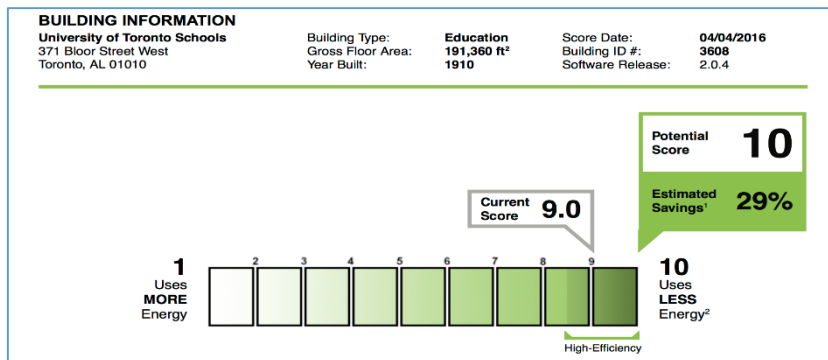 BUILDING INFORMATION
University of Toronto Schools
371 Bloor Street West
Toronto, AL 01010
Building Type: Education
Gross Floor Area: 191,360 ft²
Year Built: 1910
Score Date: 04/04/2016
Building ID #: 3608
Software Release: 2.0.4
Potential
Score
10
Estimated
Savings¹
29%
Current
Score
9.0
1
Uses
MORE
Energy
2 3 4 5 6 7 8 9
10
Uses
LESS
Energy²
High-Efficiency